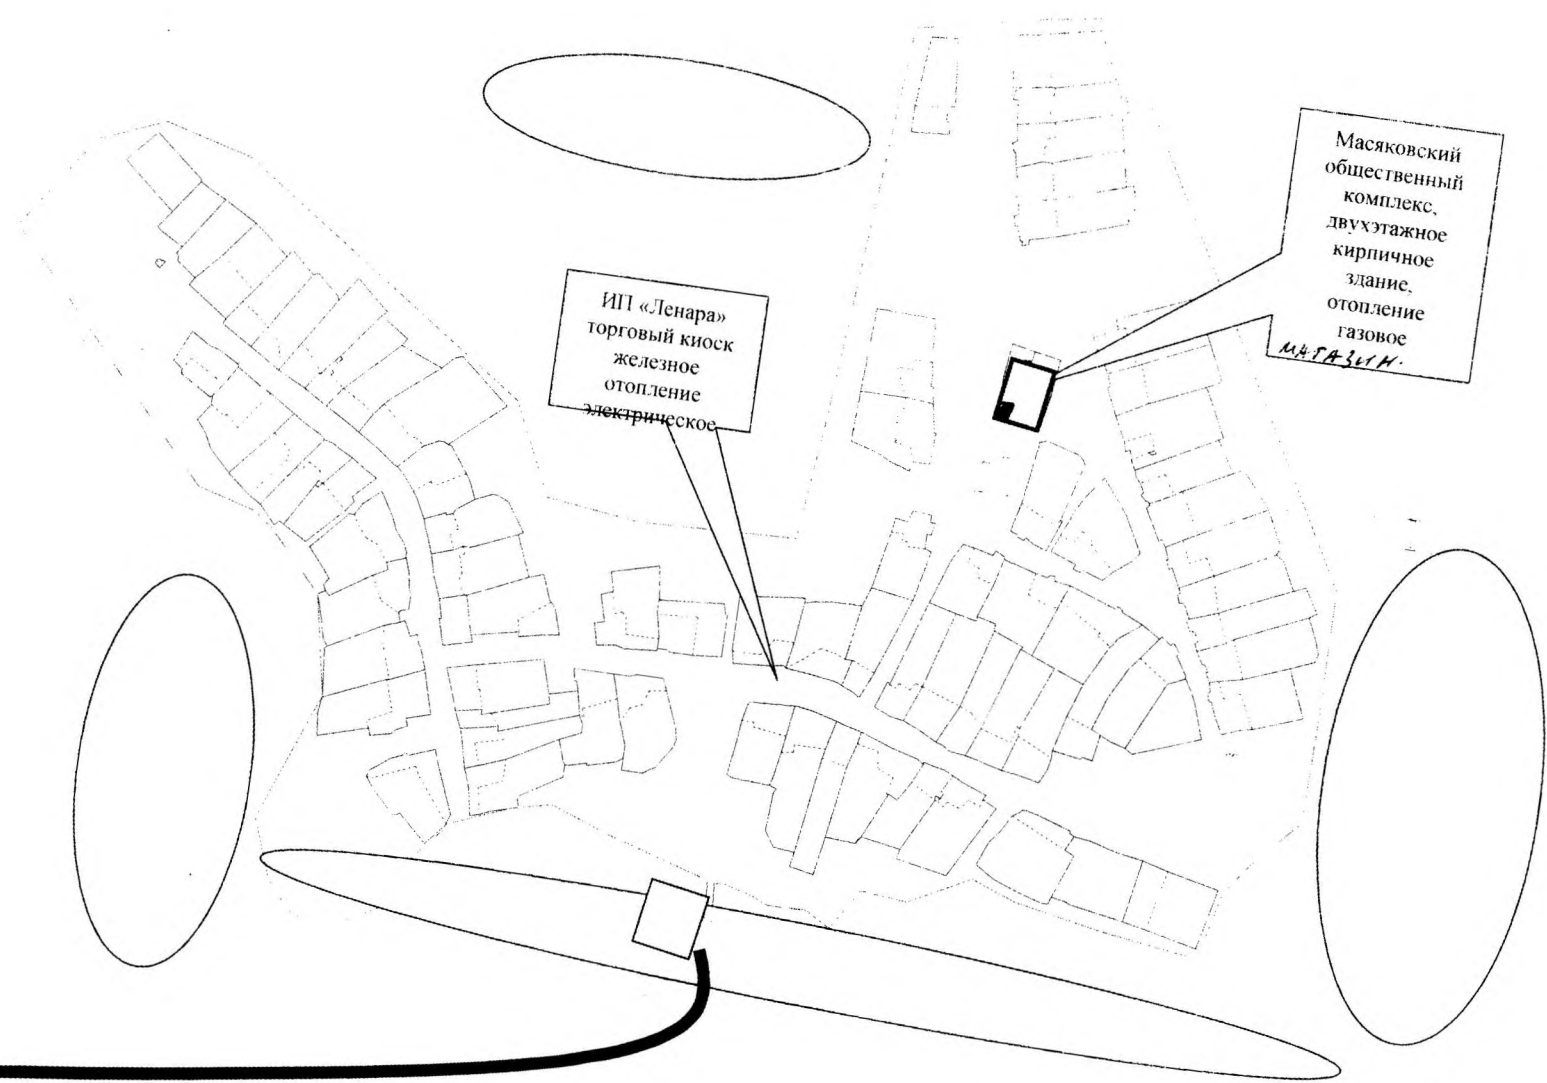 Масяковский
общественный
комплекс,
двухэтажное
кирпичное
здание,
отопление
газовое
МАГАЗИН.
ИП «Ленара»
торговый киоск
железное
отопление
электрическое